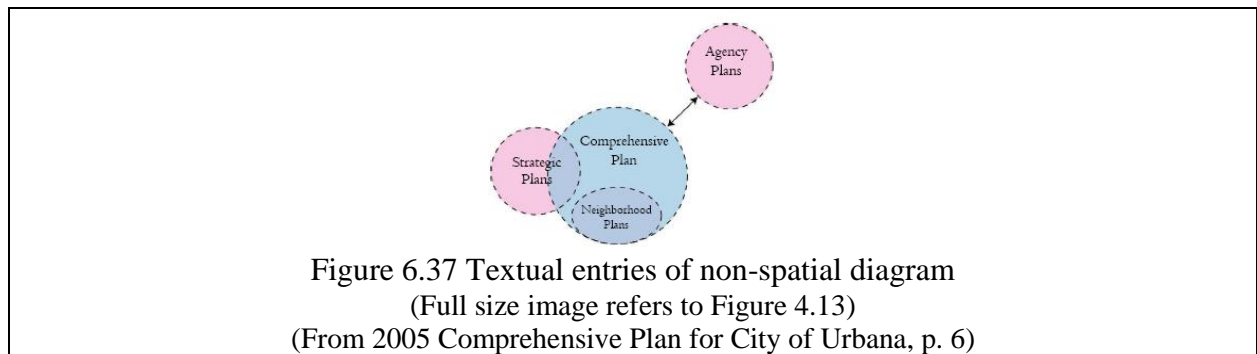 Agency
Plans
Comprehensive
Plan
Strategic
Plans
Neighborhood
Plans
Figure 6.37 Textual entries of non-spatial diagram
(Full size image refers to Figure 4.13)
(From 2005 Comprehensive Plan for City of Urbana, p. 6)